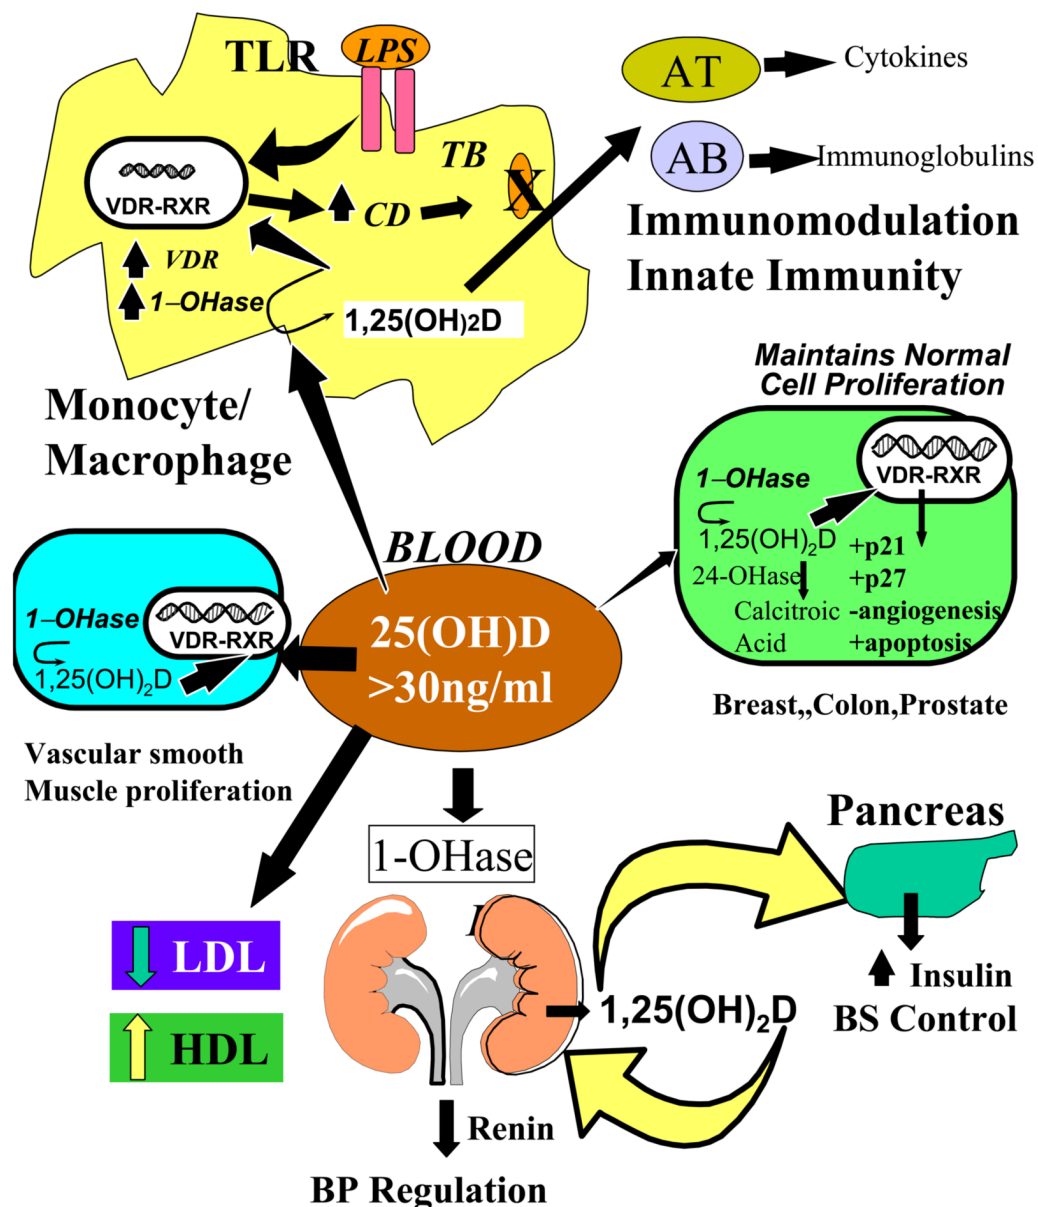 TLR
LPS
AT
Cytokines
TB
X
AB
Immunoglobulins
VDR-RXR
CD
Immunomodulation
Innate Immunity
VDR
1–OHase
1,25(OH)2D
Monocyte/
Macrophage
Maintains Normal
Cell Proliferation
VDR-RXR
1–OHase
1,25(OH)2D
24-OHase
Calcitroic
Acid
+p21
+p27
-angiogenesis
+apoptosis
Breast,,Colon,Prostate
BLOOD
25(OH)D
>30ng/ml
1–OHase
VDR-RXR
1,25(OH)2D
Vascular smooth
Muscle proliferation
1-OHase
LDL
HDL
1,25(OH)2D
Pancreas
Insulin
BS Control
Renin
BP Regulation